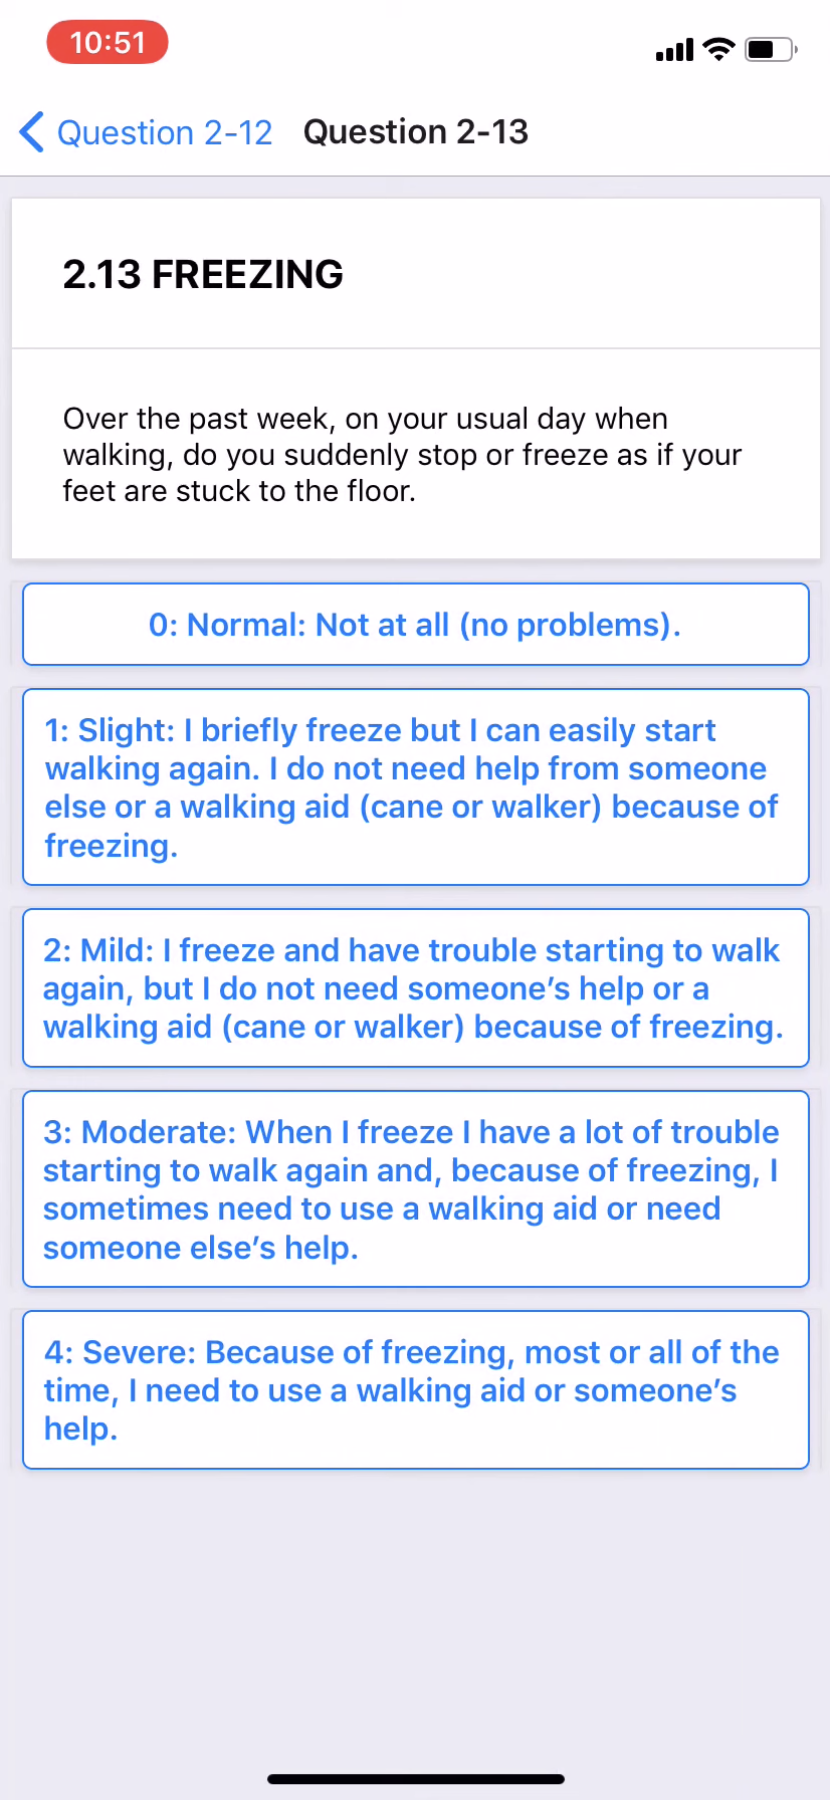 10:51
Question 2-12 Question 2-13
2.13 FREEZING
Over the past week, on your usual day when
walking, do you suddenly stop or freeze as if your
feet are stuck to the floor.
0: Normal: Not at all (no problems).
1: Slight: I briefly freeze but I can easily start
walking again. I do not need help from someone
else or a walking aid (cane or walker) because of
freezing.
2: Mild: I freeze and have trouble starting to walk
again, but I do not need someone’s help or a
walking aid (cane or walker) because of freezing.
3: Moderate: When I freeze I have a lot of trouble
starting to walk again and, because of freezing, I
sometimes need to use a walking aid or need
someone else’s help.
4: Severe: Because of freezing, most or all of the
time, I need to use a walking aid or someone’s
help.